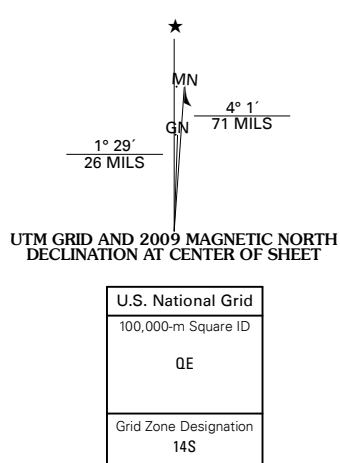 ★
MN
4° 1´
71 MILS
GN
1° 29´
26 MILS
UTM GRID AND 2009 MAGNETIC NORTH
DECLINATION AT CENTER OF SHEET
U.S. National Grid
100,000-m Square ID
QE
Grid Zone Designation
14S